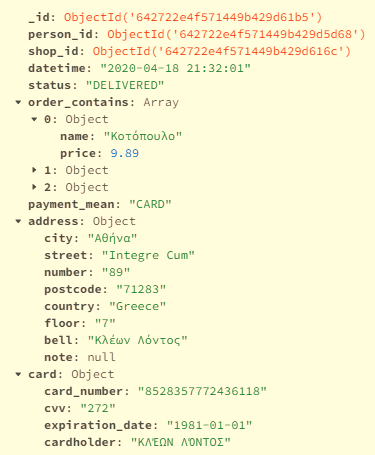 _id: ObjectId('642722e4f571449b429d61b5')
person_id: ObjectId('642722e4f571449b429d5d68')
shop_id: ObjectId('642722e4f571449b429d616c')
datetime: "2020-04-18 21:32:01"
status: "DELIVERED"
order_contains: Array
0: Object
name: "Κοτόπουλο"
price: 9.89
1: Object
2: Object
payment_mean: "CARD"
address: Object
city: "Αθήνα"
street: "Integre Cum"
number: "89"
postcode: "71283"
country: "Greece"
floor: "7"
bell: "Κλέων Λόντος"
note: null
card: Object
card_number: "8528357772436118"
cvv: "272"
expiration_date: "1981-01-01"
cardholder: "ΚΛΈΩΝ ΛΌΝΤΟΣ"